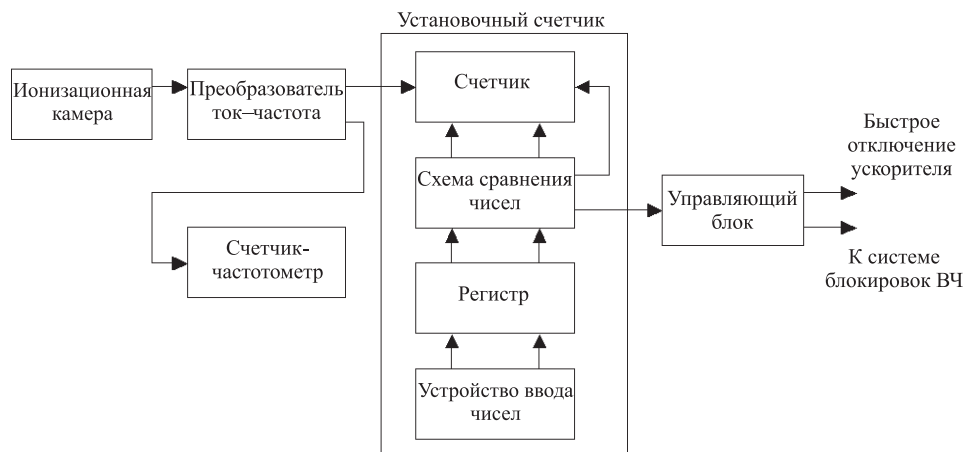 Установочный счетчик
Ионизационная
камера
Преобразователь
ток–частота
Счетчик
Схема сравнения
чисел
Быстрое
отключение
ускорителя
Управляющий
блок
К системе
блокировок ВЧ
Счетчик-
частотометр
Регистр
Устройство ввода
чисел